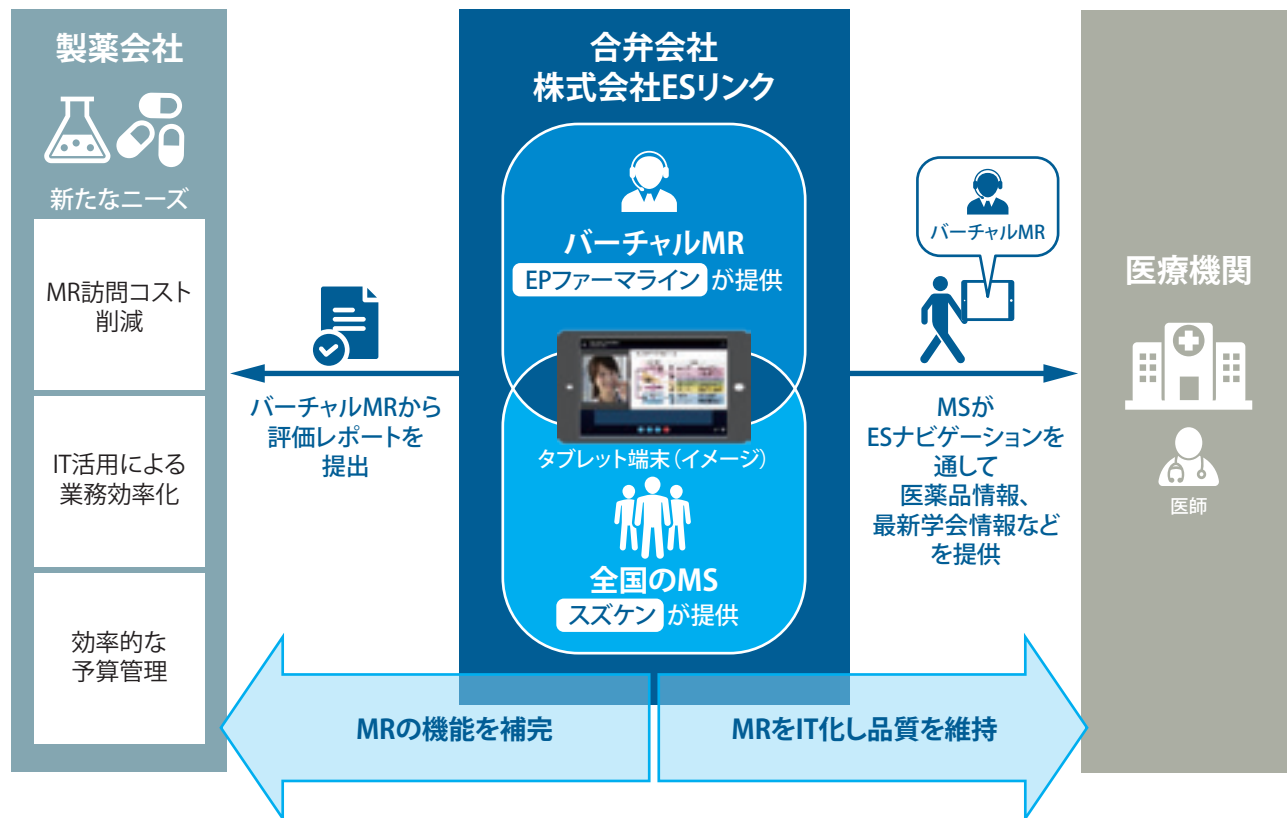 製薬会社
新たなニーズ
MR訪問コスト
削減
IT活用による
業務効率化
効率的な
予算管理
バーチャルMRから
評価レポートを
提出
合弁会社
株式会社ESリンク
バーチャルMR
EPファーマライン が提供
タブレット端末（イメージ）
全国のMS
スズケン が提供
バーチャルMR
MSが
ESナビゲーションを
通して
医薬品情報、
最新学会情報など
を提供
医療機関
医師
MRの機能を補完
MRをIT化し品質を維持